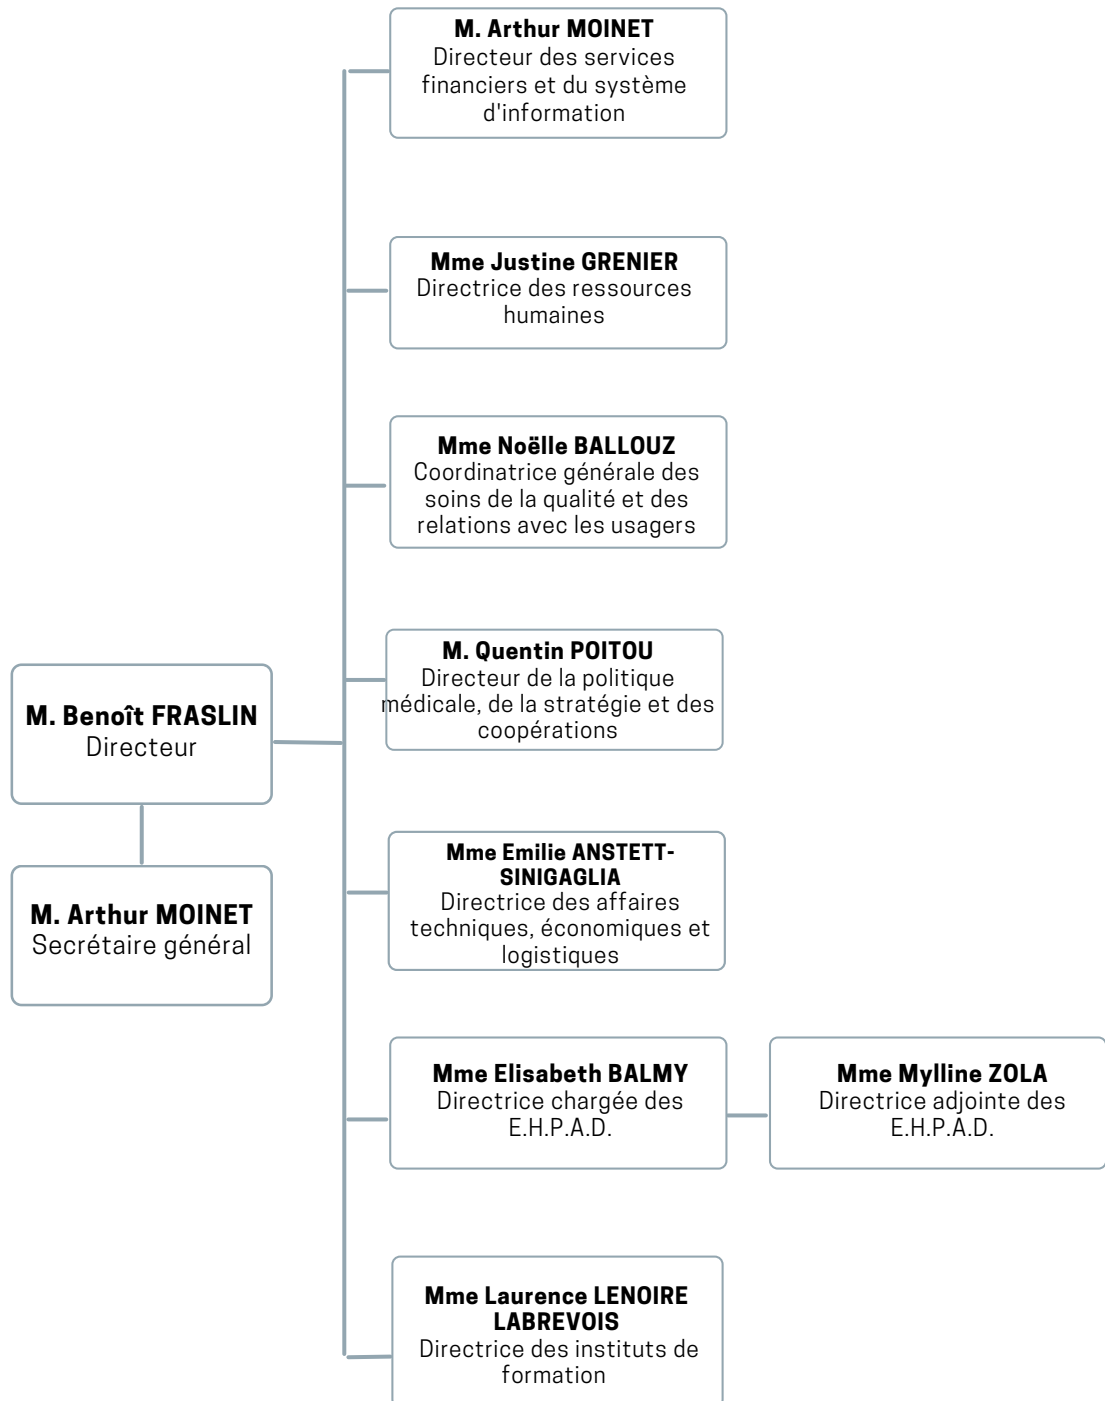 M. Arthur MOINET
Directeur des services
financiers et du système
d'information
Mme Justine GRENIER
Directrice des ressources
humaines
Mme Noëlle BALLOUZ
Coordinatrice générale des
soins de la qualité et des
relations avec les usagers
M. Quentin POITOU
Directeur de la politique
médicale, de la stratégie et des
coopérations
M. Benoît FRASLIN
Directeur
M. Arthur MOINET
Secrétaire général
Mme Emilie ANSTETT-
SINIGAGLIA
Directrice des affaires
techniques, économiques et
logistiques
Mme Elisabeth BALMY
Directrice chargée des
E.H.P.A.D.
Mme Mylline ZOLA
Directrice adjointe des
E.H.P.A.D.
Mme Laurence LENOIRE
LABREVOIS
Directrice des instituts de
formation